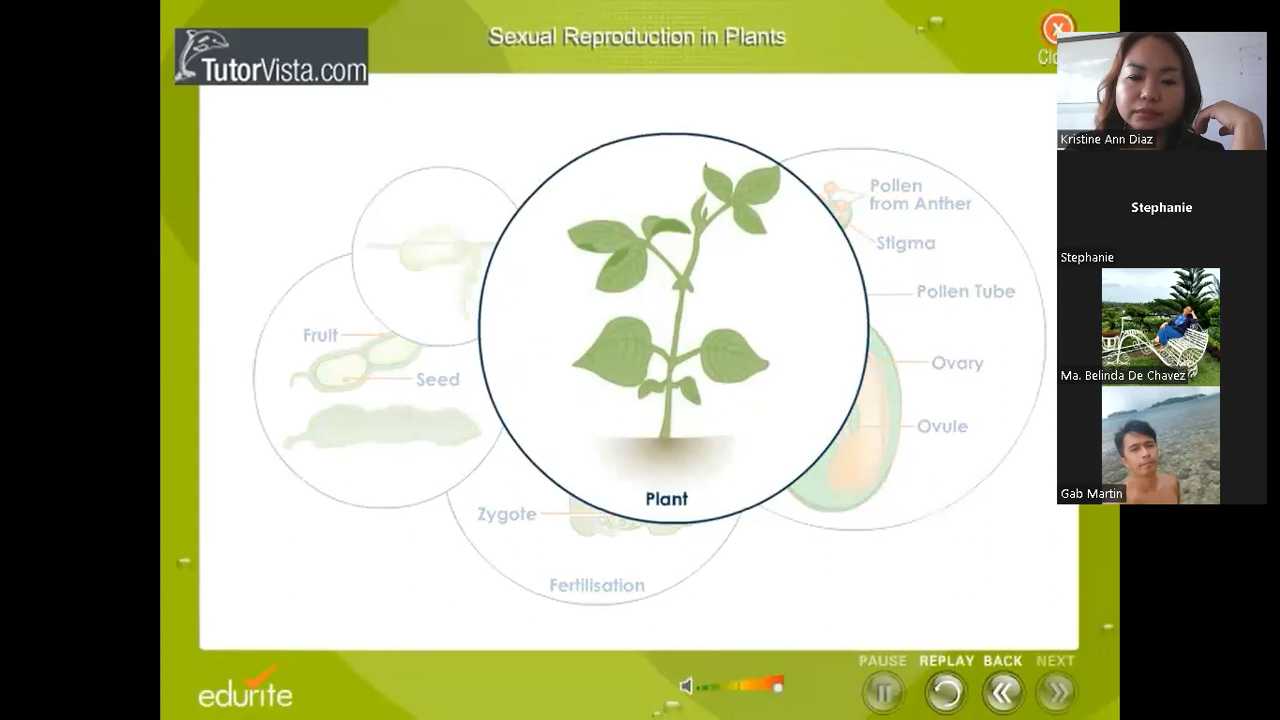 Sexual Reproduction in Plants
TutorVista.com
Pollen
from Anther
Stigma
Pollen Tube
Ovary
Ovule
Fruit
Seed
Plant
Zygote
Fertilisation
edurite
PAUSE REPLAY BACK NEXT
Kristine Ann Diaz
Stephanie
Stephanie
Ma. Belinda De Chavez
Gab Martin